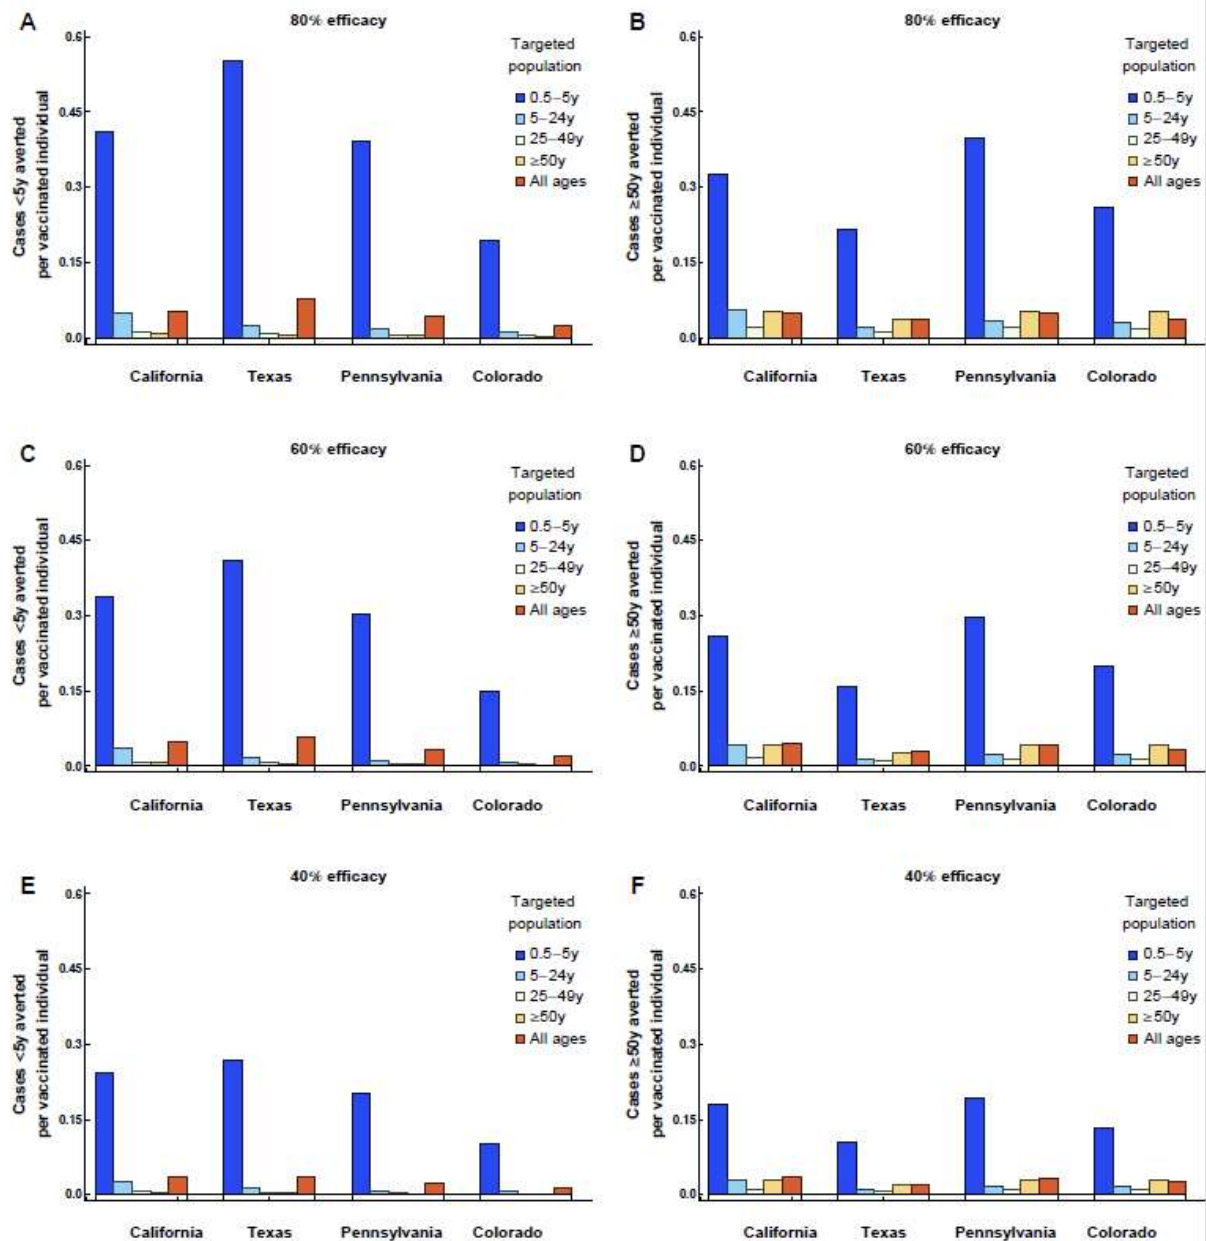 A
80% efficacy
Cases <5y averted
per vaccinated individual
0.6
0.45
0.3
0.15
0.0
Targeted
population
0.5–5y
5–24y
25–49y
≥50y
All ages
California Texas Pennsylvania Colorado
B
80% efficacy
Cases ≥50y averted
per vaccinated individual
0.6
0.45
0.3
0.15
0.0
Targeted
population
0.5–5y
5–24y
25–49y
≥50y
All ages
California Texas Pennsylvania Colorado
C
60% efficacy
Cases <5y averted
per vaccinated individual
0.6
0.45
0.3
0.15
0.0
Targeted
population
0.5–5y
5–24y
25–49y
≥50y
All ages
California Texas Pennsylvania Colorado
D
60% efficacy
Cases ≥50y averted
per vaccinated individual
0.6
0.45
0.3
0.15
0.0
Targeted
population
0.5–5y
5–24y
25–49y
≥50y
All ages
California Texas Pennsylvania Colorado
E
40% efficacy
Cases <5y averted
per vaccinated individual
0.6
0.45
0.3
0.15
0.0
Targeted
population
0.5–5y
5–24y
25–49y
≥50y
All ages
California Texas Pennsylvania Colorado
F
40% efficacy
Cases ≥50y averted
per vaccinated individual
0.6
0.45
0.3
0.15
0.0
Targeted
population
0.5–5y
5–24y
25–49y
≥50y
All ages
California Texas Pennsylvania Colorado